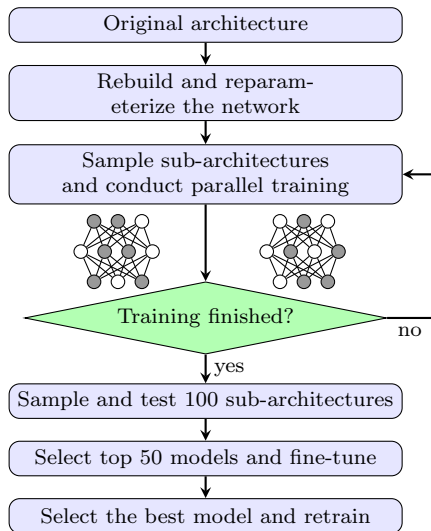 Original architecture
Rebuild and reparam-
eterize the network
Sample sub-architectures
and conduct parallel training
Training finished?
no
yes
Sample and test 100 sub-architectures
Select top 50 models and fine-tune
Select the best model and retrain